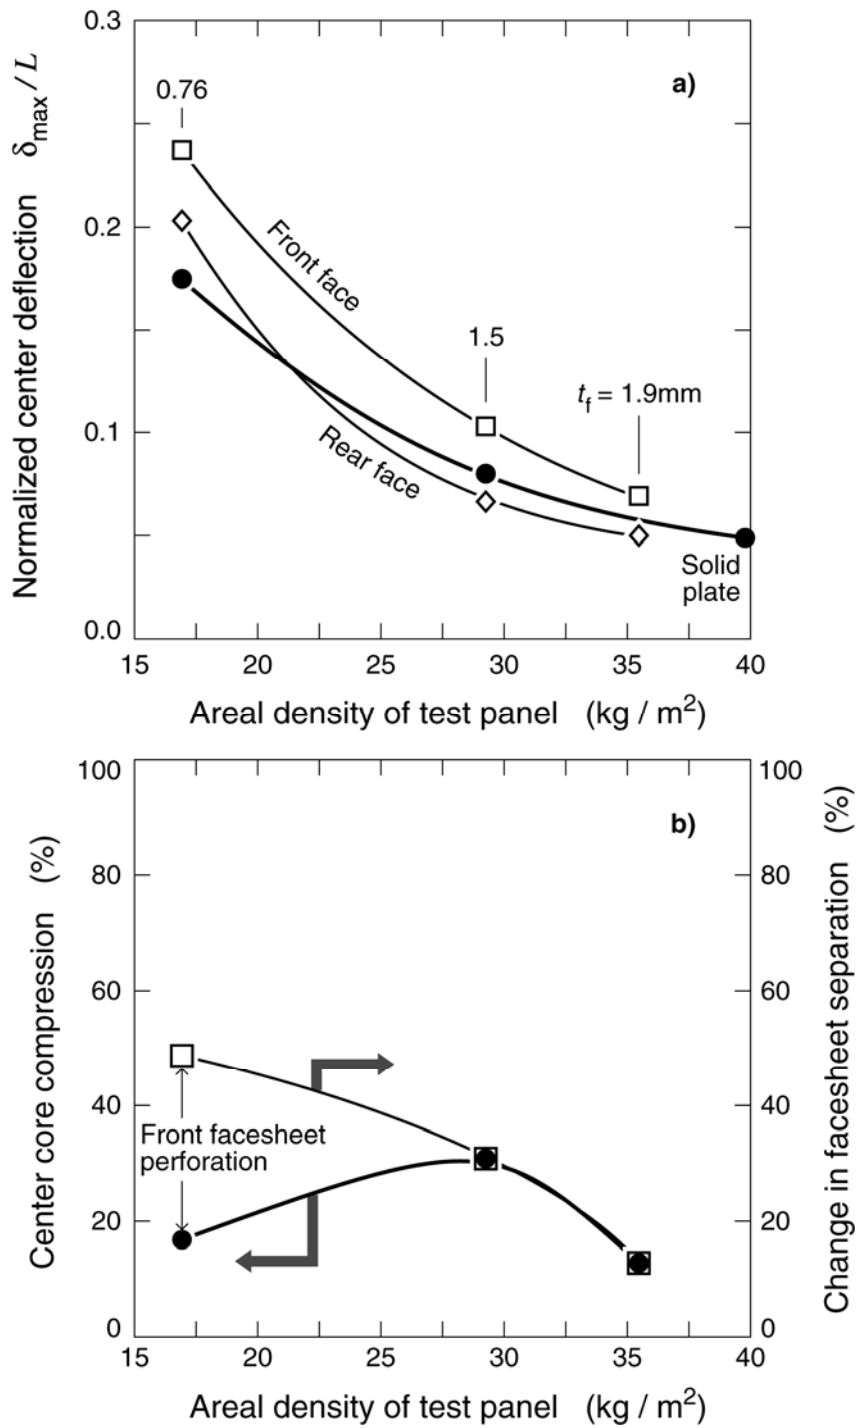 0.3
0.2
0.1
0.0
Normalized center deflection δmax / L
a)
0.76
Front face
1.5
tf = 1.9mm
Rear face
Solid
plate
15 20 25 30 35 40
Areal density of test panel (kg / m²)
100
80
60
40
20
0
Center core compression (%)
b)
Front facesheet
perforation
100
80
60
40
20
0
Change in facesheet separation (%)
15 20 25 30 35 40
Areal density of test panel (kg / m²)